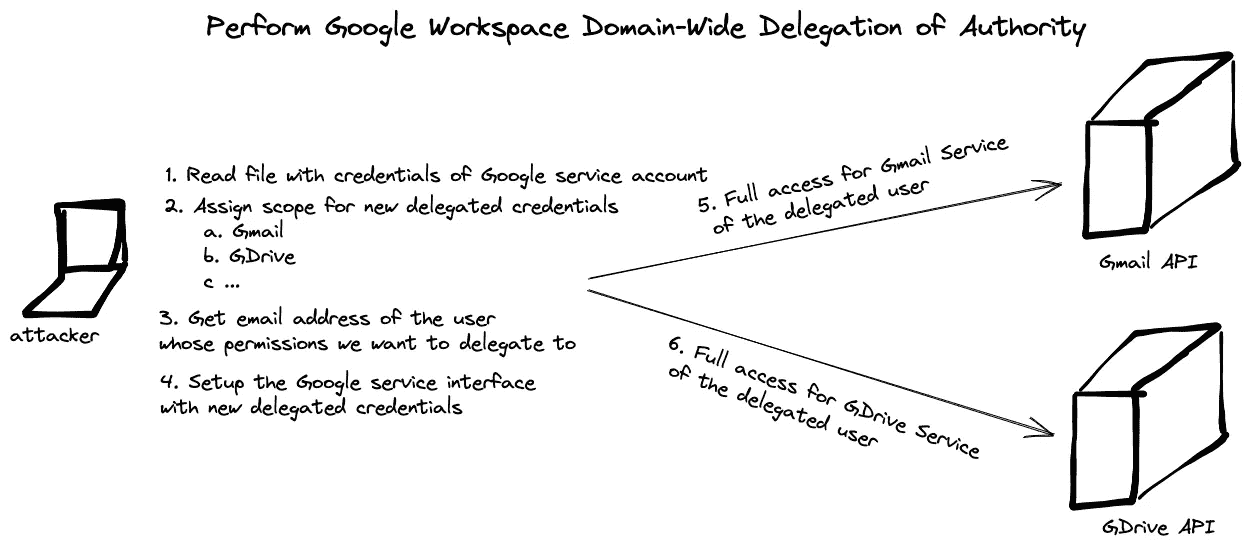 Perform Google Workspace Domain-Wide Delegation of Authority
1. Read file with credentials of Google service account
2. Assign scope for new delegated credentials
a. Gmail
b. GDrive
c ...
3. Get email address of the user
whose permissions we want to delegate to
4. Setup the Google service interface
with new delegated credentials
attacker
5. Full access for Gmail Service
of the delegated user
Gmail API
6. Full access for GDrive Service
of the delegated user
GDrive API